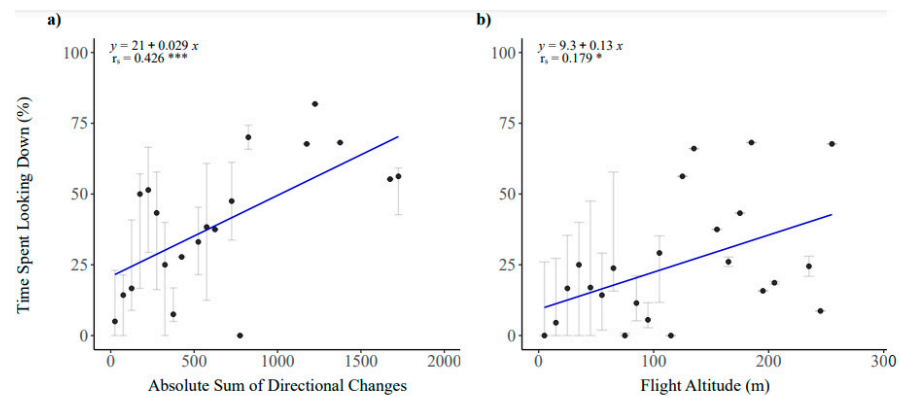 a)
y = 21 + 0.029 x
rs = 0.426 ***
100
75
50
25
0
Time Spent Looking Down (%)
0 500 1000 1500 2000
Absolute Sum of Directional Changes
b)
y = 9.3 + 0.13 x
rs = 0.179 *
100
75
50
25
0
0 100 200 300
Flight Altitude (m)